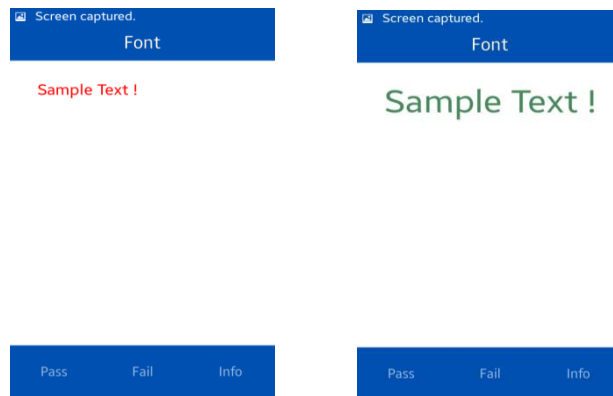 Screen captured.
Font
Sample Text !
Pass Fail Info
Screen captured.
Font
Sample Text !
Pass Fail Info